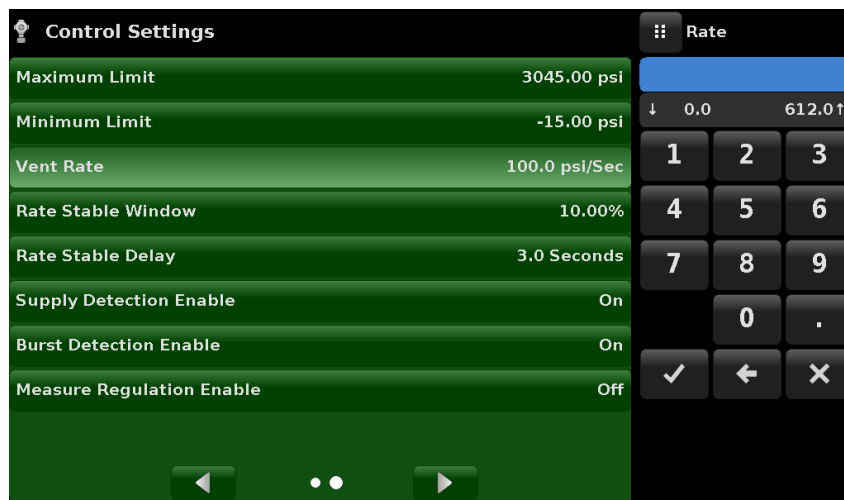 Control Settings
Maximum Limit 3045.00 psi
Minimum Limit -15.00 psi
Vent Rate 100.0 psi/Sec
Rate Stable Window 10.00%
Rate Stable Delay 3.0 Seconds
Supply Detection Enable On
Burst Detection Enable On
Measure Regulation Enable Off
Rate
↓ 0.0 612.0↑
1 2 3
4 5 6
7 8 9
0 .